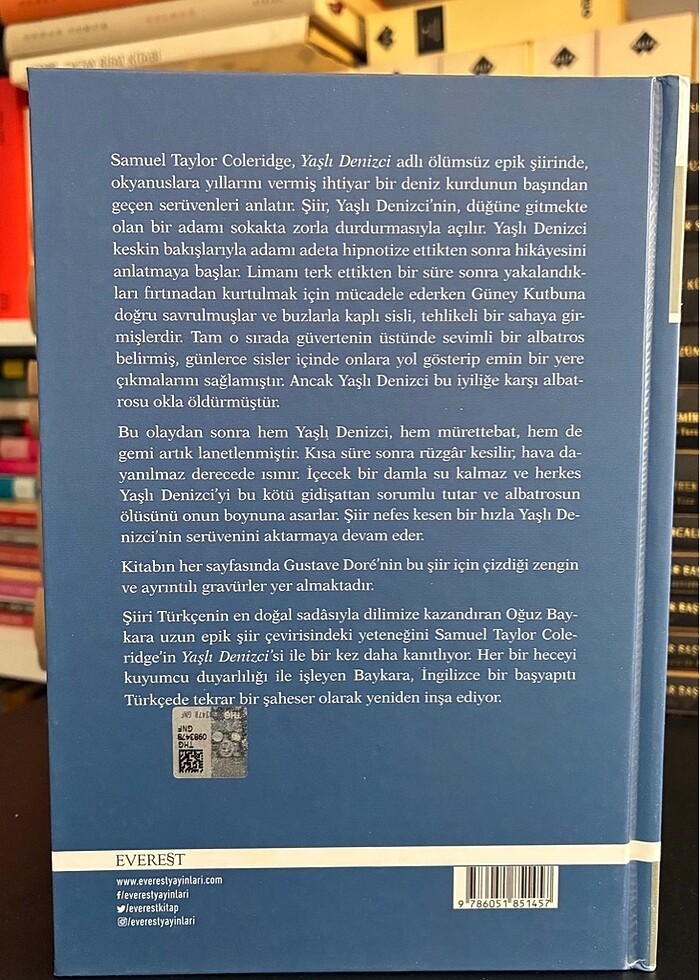 Samuel Taylor Coleridge, Yaşlı Denizci adlı ölümsüz epik şiirinde,
okyanuslara yıllarını vermiş ihtiyar bir deniz kurdunun başından
geçen serüvenleri anlatır. Şiir, Yaşlı Denizci’nin, düğüne gitmekte
olan bir adamı sokakta zorla durdurmasıyla açılır. Yaşlı Denizci
keskin bakışlarıyla adamı adeta hipnotize ettikten sonra hikâyesini
anlatmaya başlar. Limanı terk ettikten bir süre sonra yakalandık-
ları fırtınadan kurtulmak için mücadele ederken Güney Kutbuna
doğru savrulmuşlar ve buzlarla kaplı sisli, tehlikeli bir sahaya gir-
mişlerdir. Tam o sırada güvertenin üstünde sevimli bir albatros
belirmiş, günlerce sisler içinde onlara yol gösterip emin bir yere
çıkmalarını sağlamıştır. Ancak Yaşlı Denizci bu iyiliğe karşı albat-
rosu okla öldürmüştür.
Bu olaydan sonra hem Yaşlı Denizci, hem mürettebat, hem de
gemi artık lanetlenmiştir. Kısa süre sonra rüzgâr kesilir, hava da-
yanılmaz derecede ısınır. İçecek bir damla su kalmaz ve herkes
Yaşlı Denizci’yi bu kötü gidişattan sorumlu tutar ve albatrosun
ölüsünü onun boynuna asarlar. Şiir nefes kesen bir hızla Yaşlı De-
nizci’nin serüvenini aktarmaya devam eder.
Kitabın her sayfasında Gustave Doré’nin bu şiir için çizdiği zengin
ve ayrıntılı gravürler yer almaktadır.
Şiiri Türkçenin en doğal sadâsıyla dilimize kazandıran Oğuz Bay-
kara uzun epik şiir çevirisindeki yeteneğini Samuel Taylor Cole-
ridge’in Yaşlı Denizci’si ile bir kez daha kanıtlıyor. Her bir heceyi
kuyumcu duyarlılığı ile işleyen Baykara, İngilizce bir başyapıtı
Türkçede tekrar bir şaheser olarak yeniden inşa ediyor.
THG
0983478
GNF
EVEREST
www.everestyayinlari.com
f/everestyayinlari
/everestkitap
/everestyayinlari
9 786051 851457